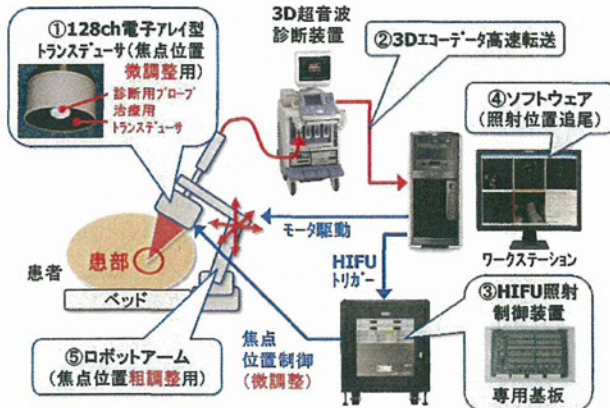 ①128ch電子アレイ型
トランスデューサ(焦点位置
微調整用)
診断用プローブ
治療用
トランスデューサ
3D超音波
診断装置
②3Dエコーデータ高速転送
④ソフトウェア
(照射位置追尾)
モータ駆動
ワークステーション
HIFU
トリガー
患部
患者
ベッド
③HIFU照射
制御装置
専用基板
焦点
位置制御
(微調整)
⑤ロボットアーム
(焦点位置粗調整用)